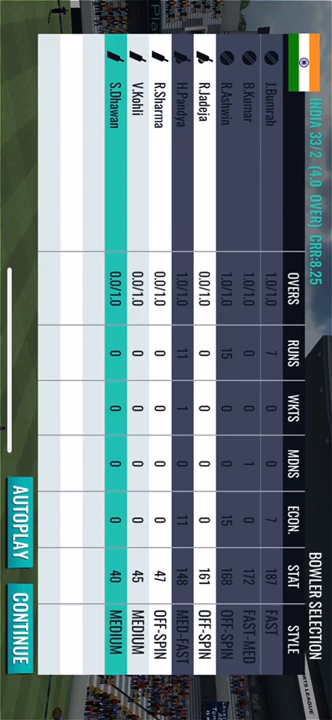 INDIA 33/2 (4.0 OVER) CRR:8.25 BOWLER SELECTION
OVERS RUNS WKTS MDNS ECON. STAT STYLE
J.Bumrah 1.0/1.0 7 0 0 7 187 FAST
B.Kumar 1.0/1.0 0 0 1 0 172 FAST-MED
R.Ashwin 1.0/1.0 15 0 0 15 168 OFF-SPIN
R.Jadeja 0.0/1.0 0 0 0 0 161 OFF-SPIN
H.Pandya 1.0/1.0 11 1 0 11 148 MED-FAST
R.Sharma 0.0/1.0 0 0 0 0 47 OFF-SPIN
V.Kohli 0.0/1.0 0 0 0 0 45 MEDIUM
S.Dhawan 0.0/1.0 0 0 0 0 40 MEDIUM
AUTOPLAY CONTINUE